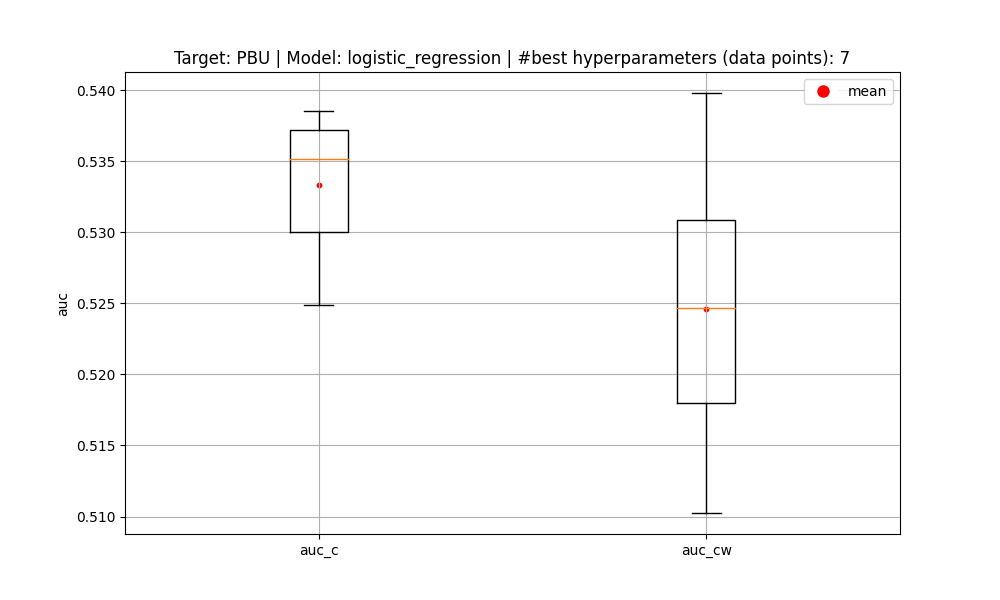 Target: PBU | Model: logistic_regression | #best hyperparameters (data points): 7
mean
0.540
0.535
0.530
0.525
0.520
0.515
0.510
auc
auc_c
auc_cw